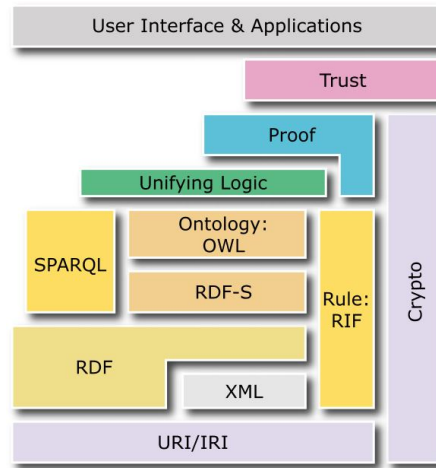 User Interface & Applications
Trust
Proof
Unifying Logic
Ontology:
OWL
SPARQL
RDF-S
Rule:
RIF
Crypto
RDF
XML
URI/IRI